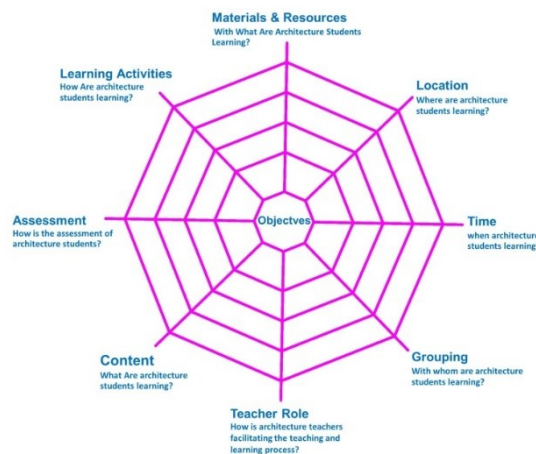 Materials & Resources
With What Are Architecture Students
Learning?
Learning Activities
How Are architecture
students learning?
Location
Where are architecture
students learning?
Assessment
How is the assessment of
architecture students?
Objectves
Time
when architecture
students learning
Content
What Are architecture
students learning?
Grouping
With whom are architecture
students learning?
Teacher Role
How is architecture teachers
facilitating the teaching and
learning process?